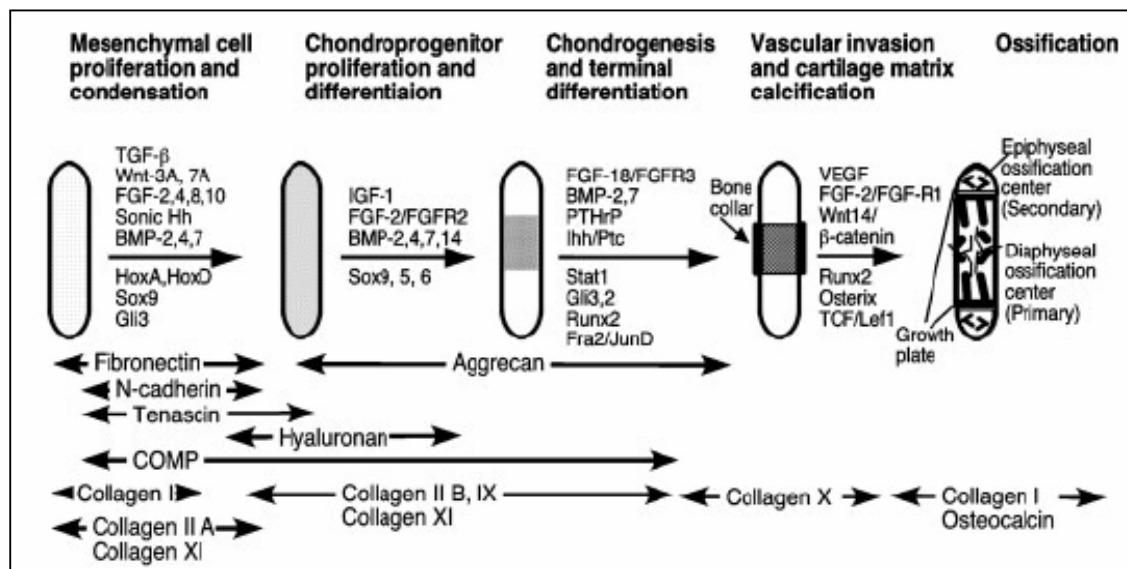 Mesenchymal cell
proliferation and
condensation
Chondroprogenitor
proliferation and
differentiaion
Chondrogenesis
and terminal
differentiation
Vascular invasion
and cartilage matrix
calcification
Ossification
TGF-β
Wnt-3A, 7A
FGF-2,4,8,10
Sonic Hh
BMP-2,4,7
HoxA,HoxD
Sox9
Gli3
IGF-1
FGF-2/FGFR2
BMP-2,4,7,14
Sox9, 5, 6
FGF-18/FGFR3
BMP-2,7
PTHrP
Ihh/Ptc
Stat1
Gli3,2
Runx2
Fra2/JunD
Bone
collar
VEGF
FGF-2/FGF-R1
Wnt14/
β-catenin
Runx2
Osterix
TCF/Lef1
Epiphyseal
ossification
center
(Secondary)
Diaphyseal
ossification
center
(Primary)
Growth
plate
Fibronectin
Aggrecan
N-cadherin
Tenascin
Hyaluronan
COMP
Collagen I
Collagen II B, IX
Collagen XI
Collagen X
Collagen I
Osteocalcin
Collagen II A
Collagen XI